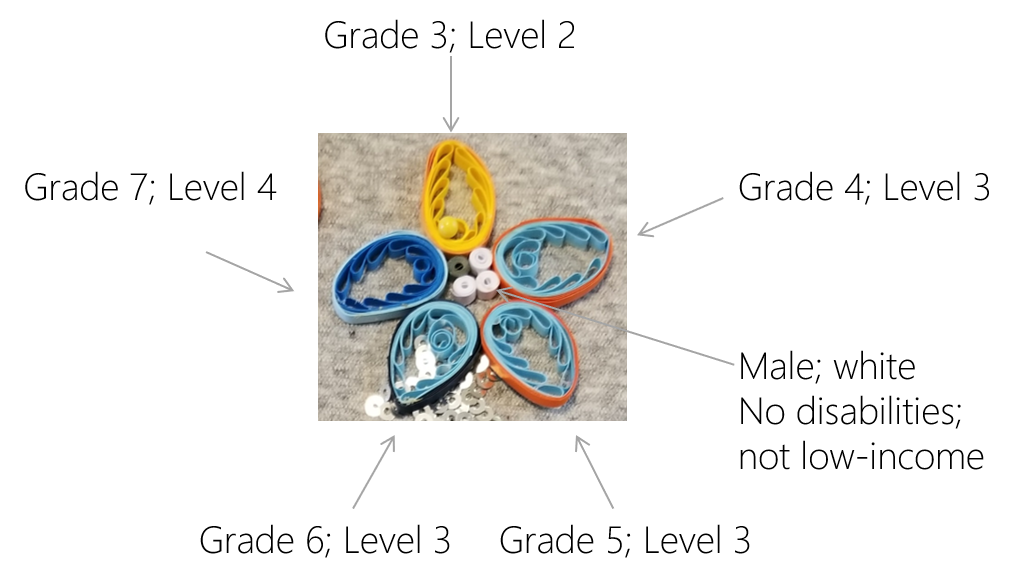 Grade 3; Level 2
Grade 7; Level 4
Grade 4; Level 3
Male; white
No disabilities;
not low-income
Grade 6; Level 3
Grade 5; Level 3